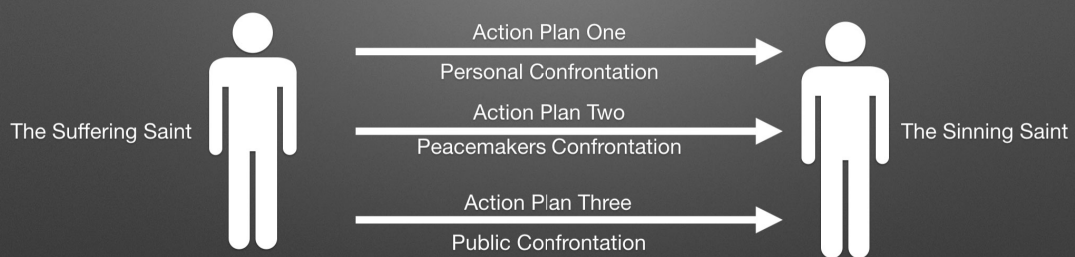 Action Plan One
Personal Confrontation
Action Plan Two
The Suffering Saint
The Sinning Saint
Peacemakers Confrontation
Action Plan Three
Public Confrontation